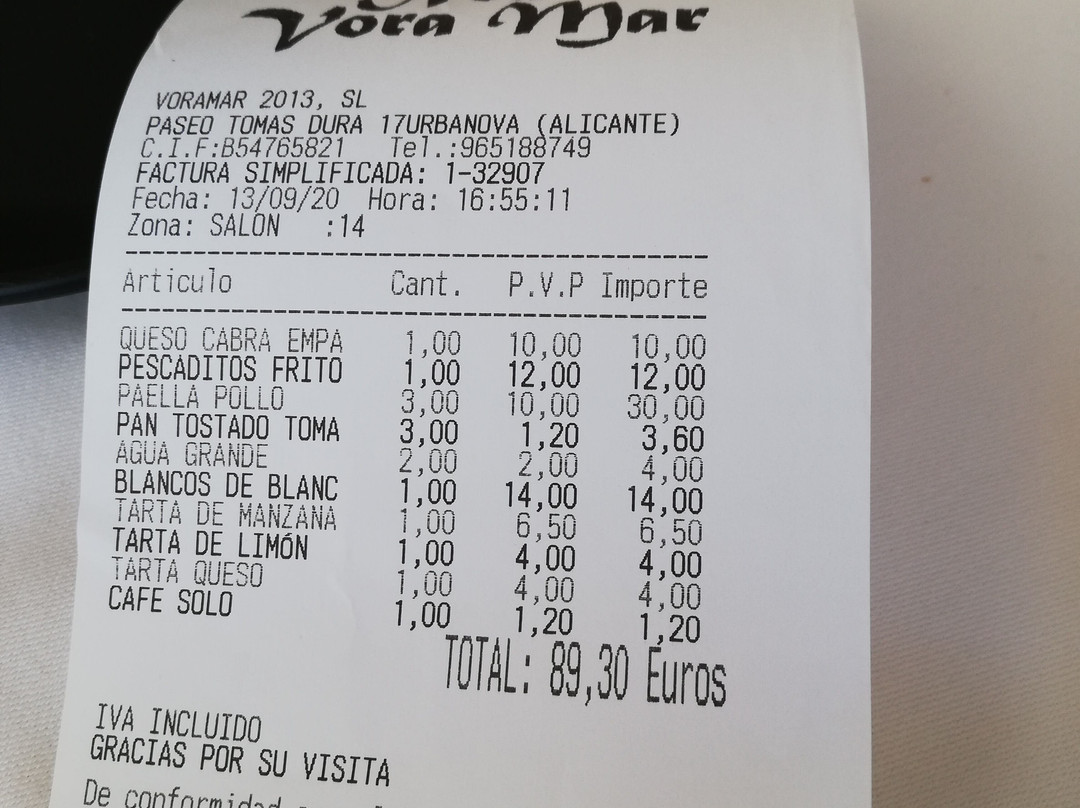 Vora Mar
VORAMAR 2013, SL
PASEO TOMAS DURA 17URBANOVA (ALICANTE)
C.I.F:B54765821 Tel.:965188749
FACTURA SIMPLIFICADA: 1-32907
Fecha: 13/09/20 Hora: 16:55:11
Zona: SALON :14
Articulo Cant. P.V.P Importe
QUESO CABRA EMPA 1,00 10,00 10,00
PESCADITOS FRITO 1,00 12,00 12,00
PAELLA POLLO 3,00 10,00 30,00
PAN TOSTADO TOMA 3,00 1,20 3,60
AGUA GRANDE 2,00 2,00 4,00
BLANCOS DE BLANC 1,00 14,00 14,00
TARTA DE MANZANA 1,00 6,50 6,50
TARTA DE LIMÓN 1,00 4,00 4,00
TARTA QUESO 1,00 4,00 4,00
CAFE SOLO 1,00 1,20 1,20
TOTAL: 89,30 Euros
IVA INCLUIDO
GRACIAS POR SU VISITA
De conformidad